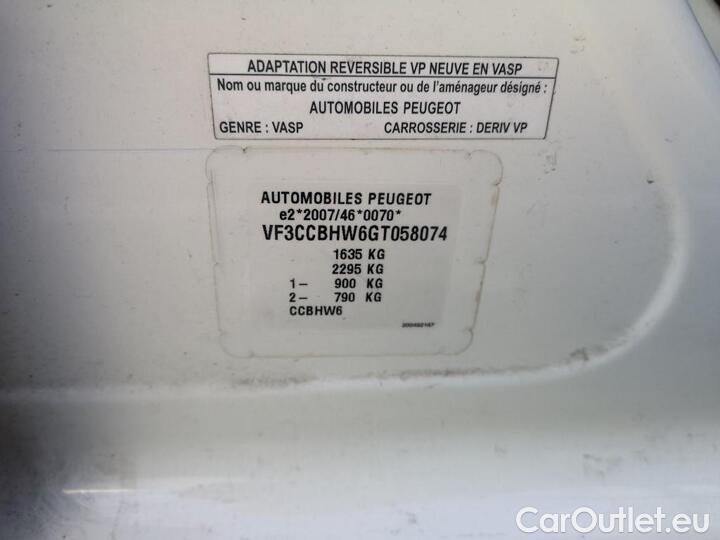 ADAPTATION REVERSIBLE VP NEUVE EN VASP
Nom ou marque du constructeur ou de l'aménageur désigné :
AUTOMOBILES PEUGEOT
GENRE : VASP CARROSSERIE : DERIV VP
AUTOMOBILES PEUGEOT
e2*2007/46*0070*
VF3CCBHW6GT058074
1635 KG
2295 KG
1- 900 KG
2- 790 KG
CCBHW6
CarOutlet.eu